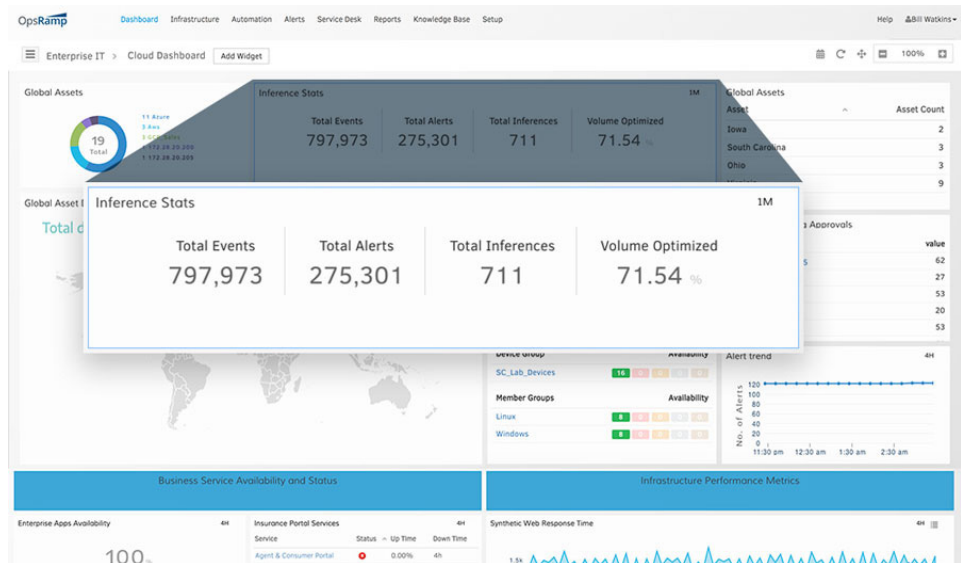 OpsRamp Dashboard Infrastructure Automation Alerts Service Desk Reports Knowledge Base Setup Help Bill Watkins
Enterprise IT > Cloud Dashboard Add Widget 100%
Global Assets
19
Total
11 Azure
3 Aws
1 172.28.20.205
Inference Stats 1M
Total Events Total Alerts Total Inferences Volume Optimized
797,973 275,301 711 71.54 %
Global Assets
Asset Asset Count
Iowa 2
South Carolina 3
Ohio 3
9
Global Asset
Total
Inference Stats 1M
Total Events Total Alerts Total Inferences Volume Optimized
797,973 275,301 711 71.54 %
Approvals
value
62
27
53
20
53
Device Group Availability
SC_Lab_Devices 16
Member Groups Availability
Linux 8
Windows 8
Alert trend 4H
No. of Alerts
120
100
80
60
40
20
0
11:30 pm 12:30 am 1:30 am 2:30 am
Business Service Availability and Status
Infrastructure Performance Metrics
Enterprise Apps Availability 4H
100%
Insurance Portal Services 4H
Service Status Up Time Down Time
Agent & Consumer Portal 0.00% 4h
Synthetic Web Response Time 4H
1.5k